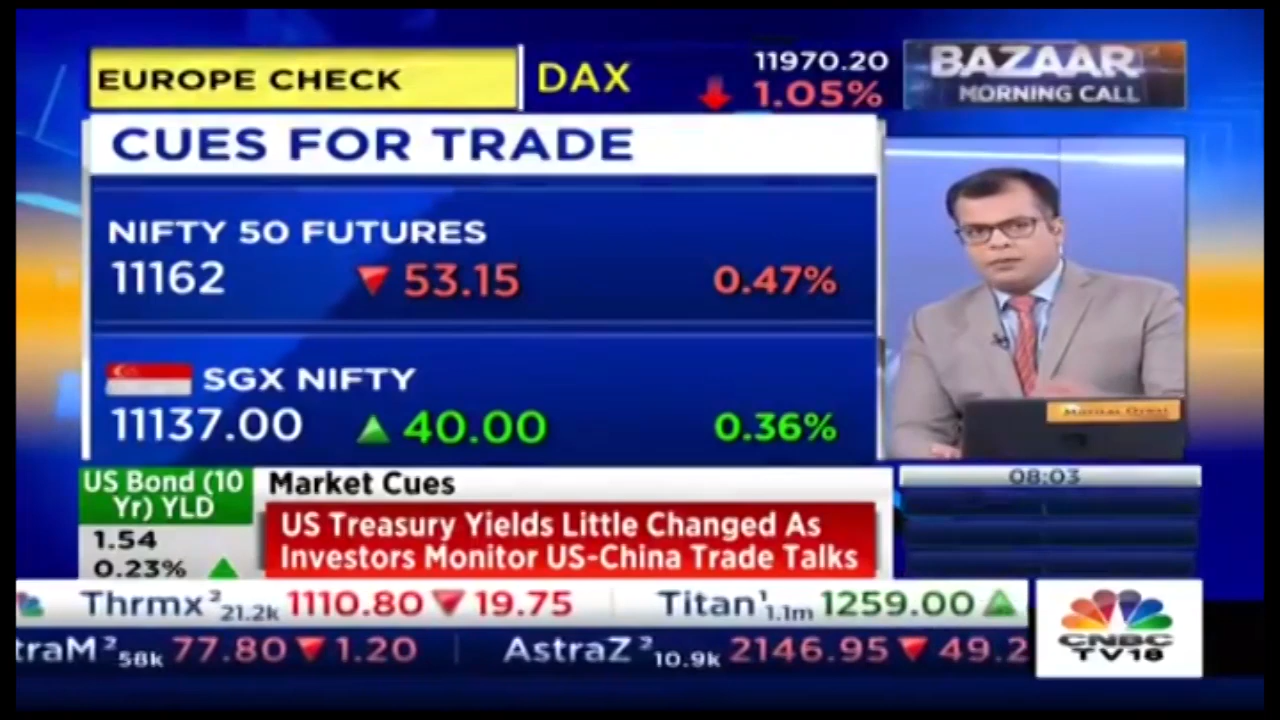 EUROPE CHECK
DAX
11970.20
1.05%
BAZAAR
MORNING CALL
CUES FOR TRADE
NIFTY 50 FUTURES
11162 53.15 0.47%
SGX NIFTY
11137.00 40.00 0.36%
US Bond (10
Yr) YLD
1.54
0.23%
Market Cues
US Treasury Yields Little Changed As
Investors Monitor US-China Trade Talks
08:03
Thrmx² 21.2k 1110.80 19.75 Titan¹ 1.1m 1259.00
traM² 58k 77.80 1.20 AstraZ² 10.9k 2146.95 49.2
CNBC
TV18